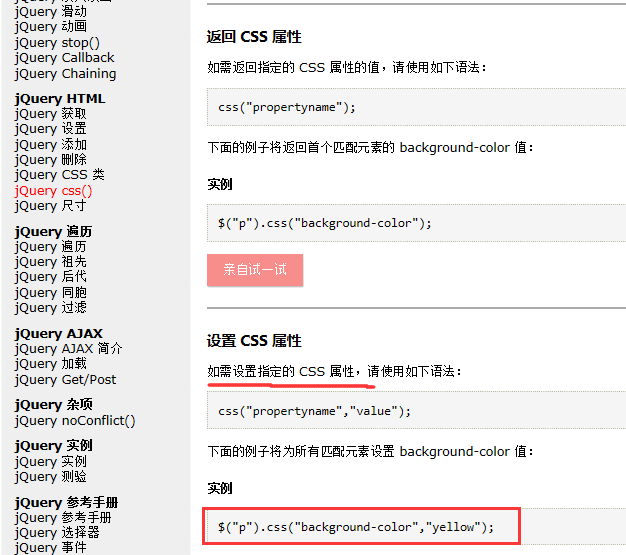 jQuery 滑动
jQuery 动画
jQuery stop()
jQuery Callback
jQuery Chaining
jQuery HTML
jQuery 获取
jQuery 设置
jQuery 添加
jQuery 删除
jQuery CSS 类
jQuery css()
jQuery 尺寸
jQuery 遍历
jQuery 遍历
jQuery 祖先
jQuery 后代
jQuery 同胞
jQuery 过滤
jQuery AJAX
jQuery AJAX 简介
jQuery 加载
jQuery Get/Post
jQuery 杂项
jQuery noConflict()
jQuery 实例
jQuery 实例
jQuery 测验
jQuery 参考手册
jQuery 参考手册
jQuery 选择器
jQuery 事件
返回 CSS 属性
如需返回指定的 CSS 属性的值，请使用如下语法：
css("propertyname");
下面的例子将返回首个匹配元素的 background-color 值：
实例
$("p").css("background-color");
亲自试一试
设置 CSS 属性
如需设置指定的 CSS 属性，请使用如下语法：
css("propertyname","value");
下面的例子将为所有匹配元素设置 background-color 值：
实例
$("p").css("background-color","yellow");